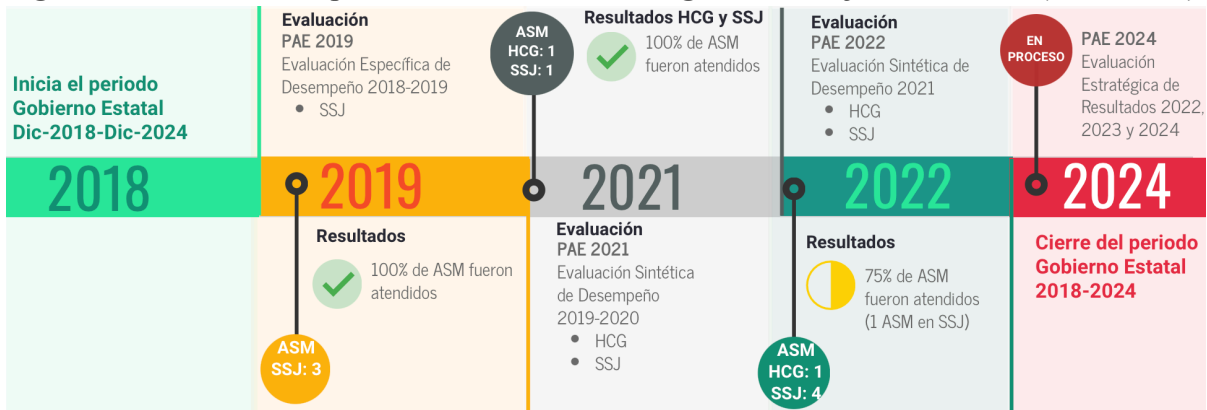 Inicia el periodo
Gobierno Estatal
Dic-2018-Dic-2024
2018
Evaluación
PAE 2019
Evaluación Específica de
Desempeño 2018-2019
• SSJ
2019
Resultados
100% de ASM fueron
atendidos
ASM
SSJ: 3
ASM
HCG: 1
SSJ: 1
Resultados HCG y SSJ
100% de ASM
fueron atendidos
2021
Evaluación
PAE 2021
Evaluación Sintética
de Desempeño
2019-2020
• HCG
• SSJ
Evaluación
PAE 2022
Evaluación Sintética de
Desempeño 2021
• HCG
• SSJ
2022
Resultados
75% de ASM
fueron atendidos
(1 ASM en SSJ)
ASM
HCG: 1
SSJ: 4
EN
PROCESO
PAE 2024
Evaluación
Estratégica de
Resultados 2022,
2023 y 2024
2024
Cierre del periodo
Gobierno Estatal
2018-2024